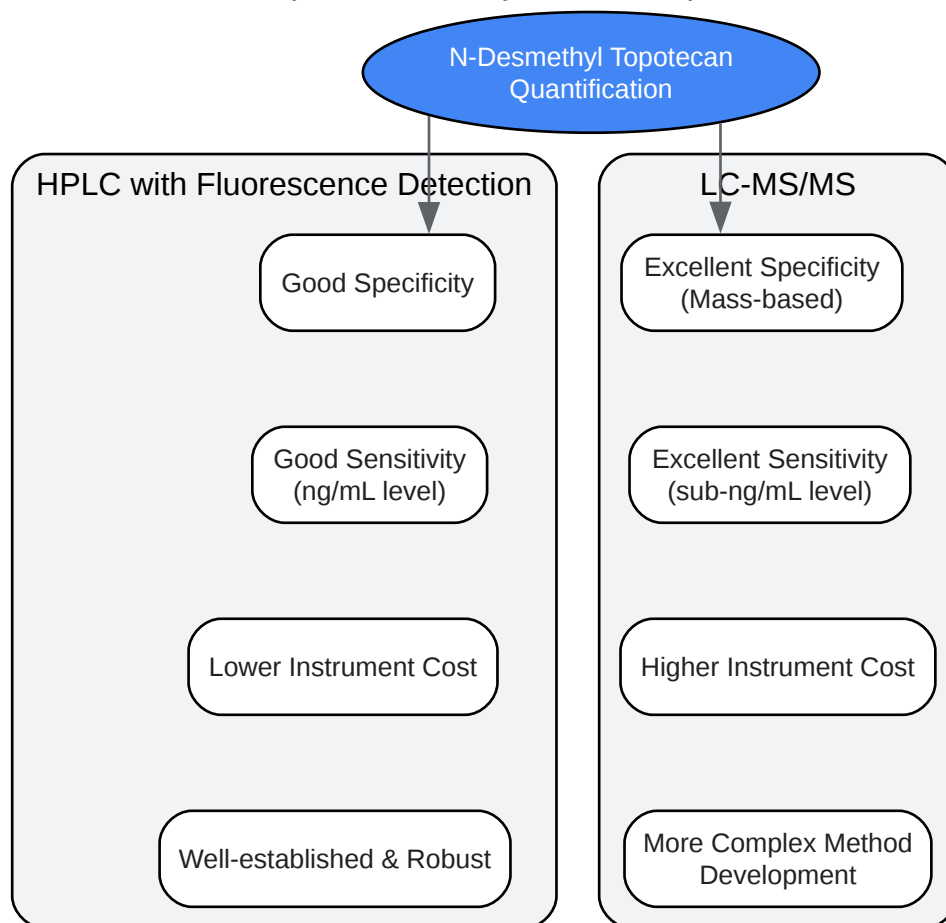 N-Desmethyl Topotecan
Quantification
HPLC with Fluorescence Detection
Good Specificity
Good Sensitivity
(ng/mL level)
Lower Instrument Cost
Well-established & Robust
LC-MS/MS
Excellent Specificity
(Mass-based)
Excellent Sensitivity
(sub-ng/mL level)
Higher Instrument Cost
More Complex Method
Development